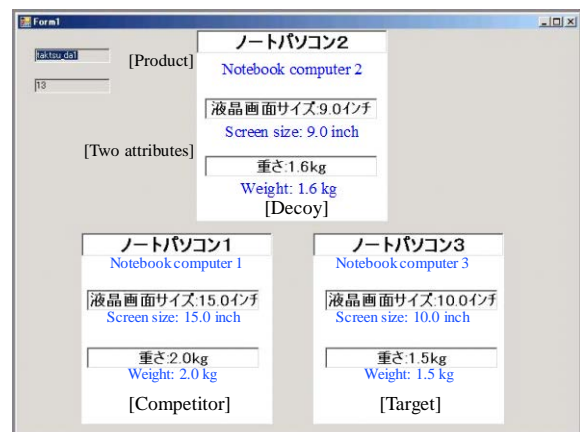 Form1
taktsu_da1
13
[Product]
ノートパソコン2
Notebook computer 2
[Two attributes]
液晶画面サイズ:9.0インチ
Screen size: 9.0 inch
重さ:1.6kg
Weight: 1.6 kg
[Decoy]
ノートパソコン1
Notebook computer 1
液晶画面サイズ:15.0インチ
Screen size: 15.0 inch
重さ:2.0kg
Weight: 2.0 kg
[Competitor]
ノートパソコン3
Notebook computer 3
液晶画面サイズ:10.0インチ
Screen size: 10.0 inch
重さ:1.5kg
Weight: 1.5 kg
[Target]